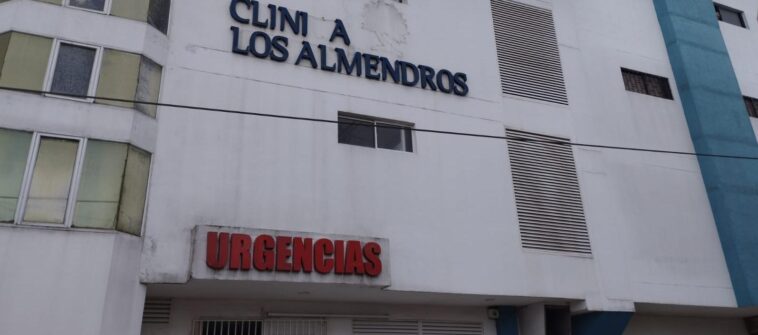 CLINI A
LOS ALMENDROS
URGENCIAS